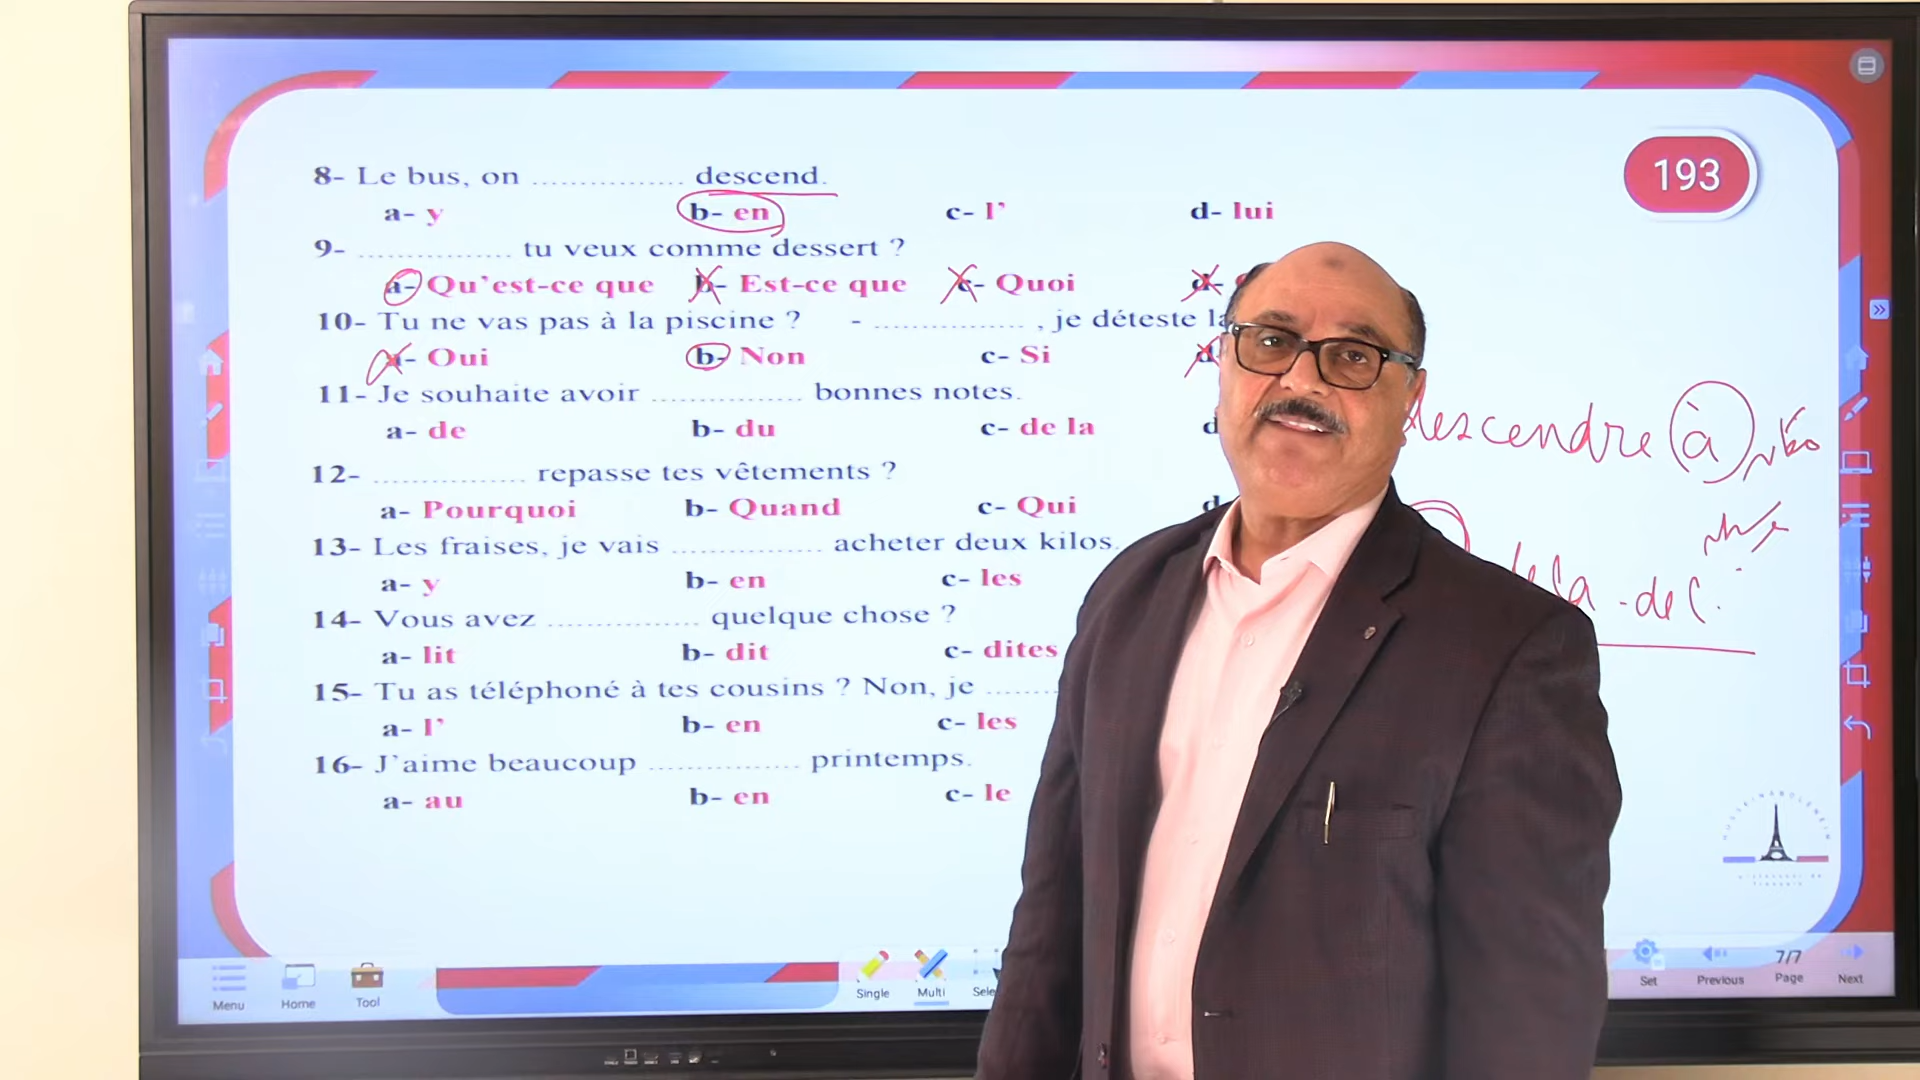 193
8- Le bus, on ................ descend.
a- y b- en c- l’ d- lui
9- ................ tu veux comme dessert ?
a- Qu’est-ce que b- Est-ce que c- Quoi d-
10- Tu ne vas pas à la piscine ? - ................ , je déteste
a- Oui b- Non c- Si d
11- Je souhaite avoir ................ bonnes notes.
a- de b- du c- de la d
12- ................ repasse tes vêtements ?
a- Pourquoi b- Quand c- Qui d-
13- Les fraises, je vais ................ acheter deux kilos.
a- y b- en c- les
14- Vous avez ................ quelque chose ?
a- lit b- dit c- dites
15- Tu as téléphoné à tes cousins ? Non, je ........
a- l’ b- en c- les
16- J’aime beaucoup ................ printemps.
a- au b- en c- le
descendre à
de la - de l'
Menu Home Tool Single Multi Set Previous 7/7 Page Next